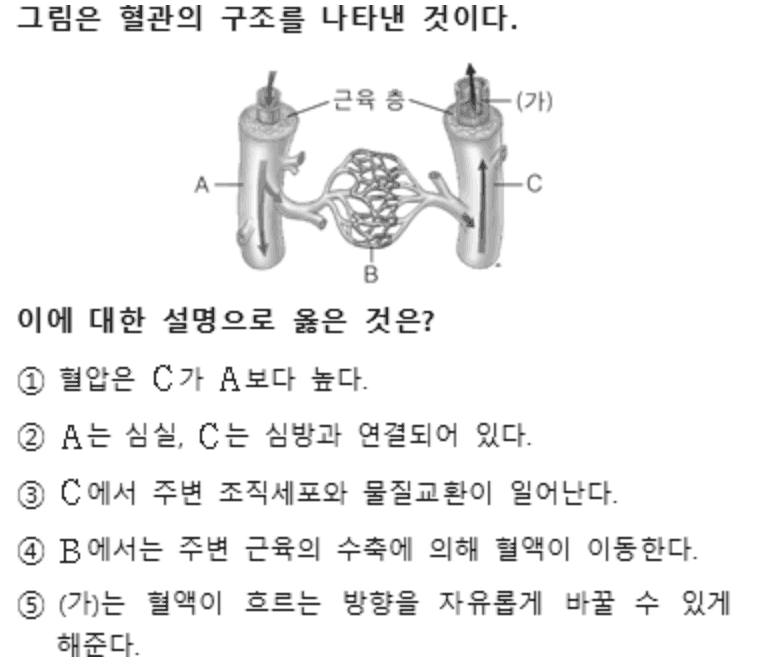 그림은 혈관의 구조를 나타낸 것이다.
근육 층
(가)
A
C
B
이에 대한 설명으로 옳은 것은?
① 혈압은 C가 A보다 높다.
② A는 심실, C는 심방과 연결되어 있다.
③ C에서 주변 조직세포와 물질교환이 일어난다.
④ B에서는 주변 근육의 수축에 의해 혈액이 이동한다.
⑤ (가)는 혈액이 흐르는 방향을 자유롭게 바꿀 수 있게
해준다.